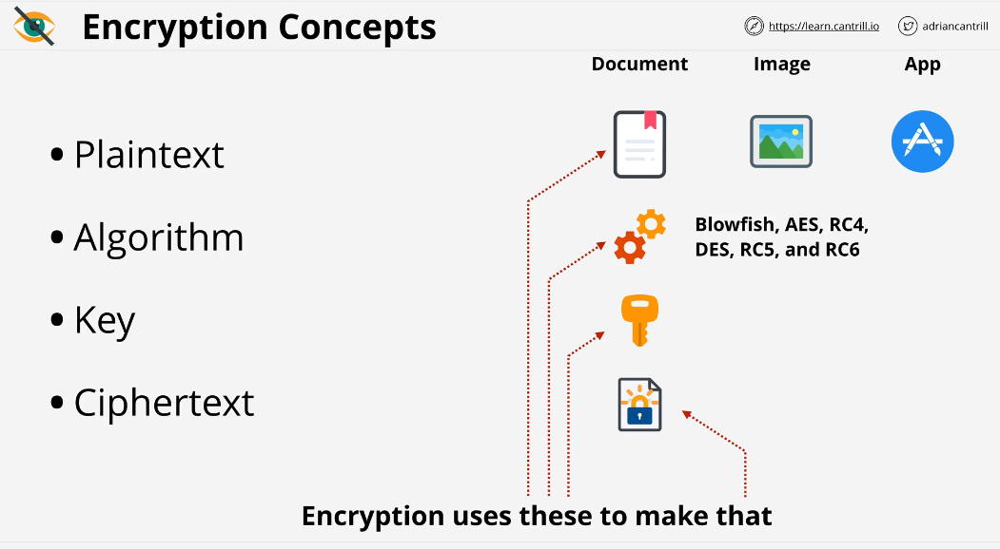 Encryption Concepts
https://learn.cantrill.io
adriancantrill
Document
Image
App
• Plaintext
• Algorithm
Blowfish, AES, RC4,
DES, RC5, and RC6
• Key
• Ciphertext
Encryption uses these to make that